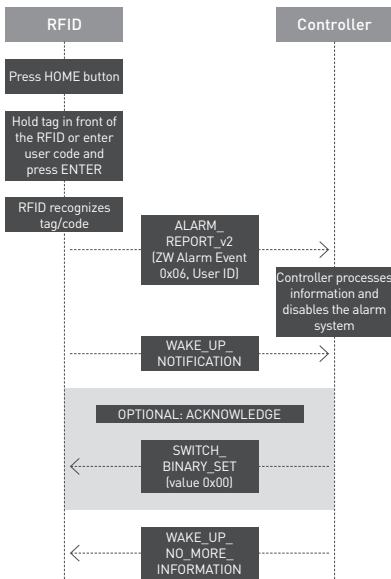 RFID
Controller
Press HOME button
Hold tag in front of
the RFID or enter
user code and
press ENTER
RFID recognizes
tag/code
ALARM_
REPORT_v2
(ZW Alarm Event
0x06, User ID)
Controller processes
information and
disables the alarm
system
WAKE_UP_
NOTIFICATION
OPTIONAL: ACKNOWLEDGE
SWITCH_
BINARY_SET
(value 0x00)
WAKE_UP_
NO_MORE_
INFORMATION